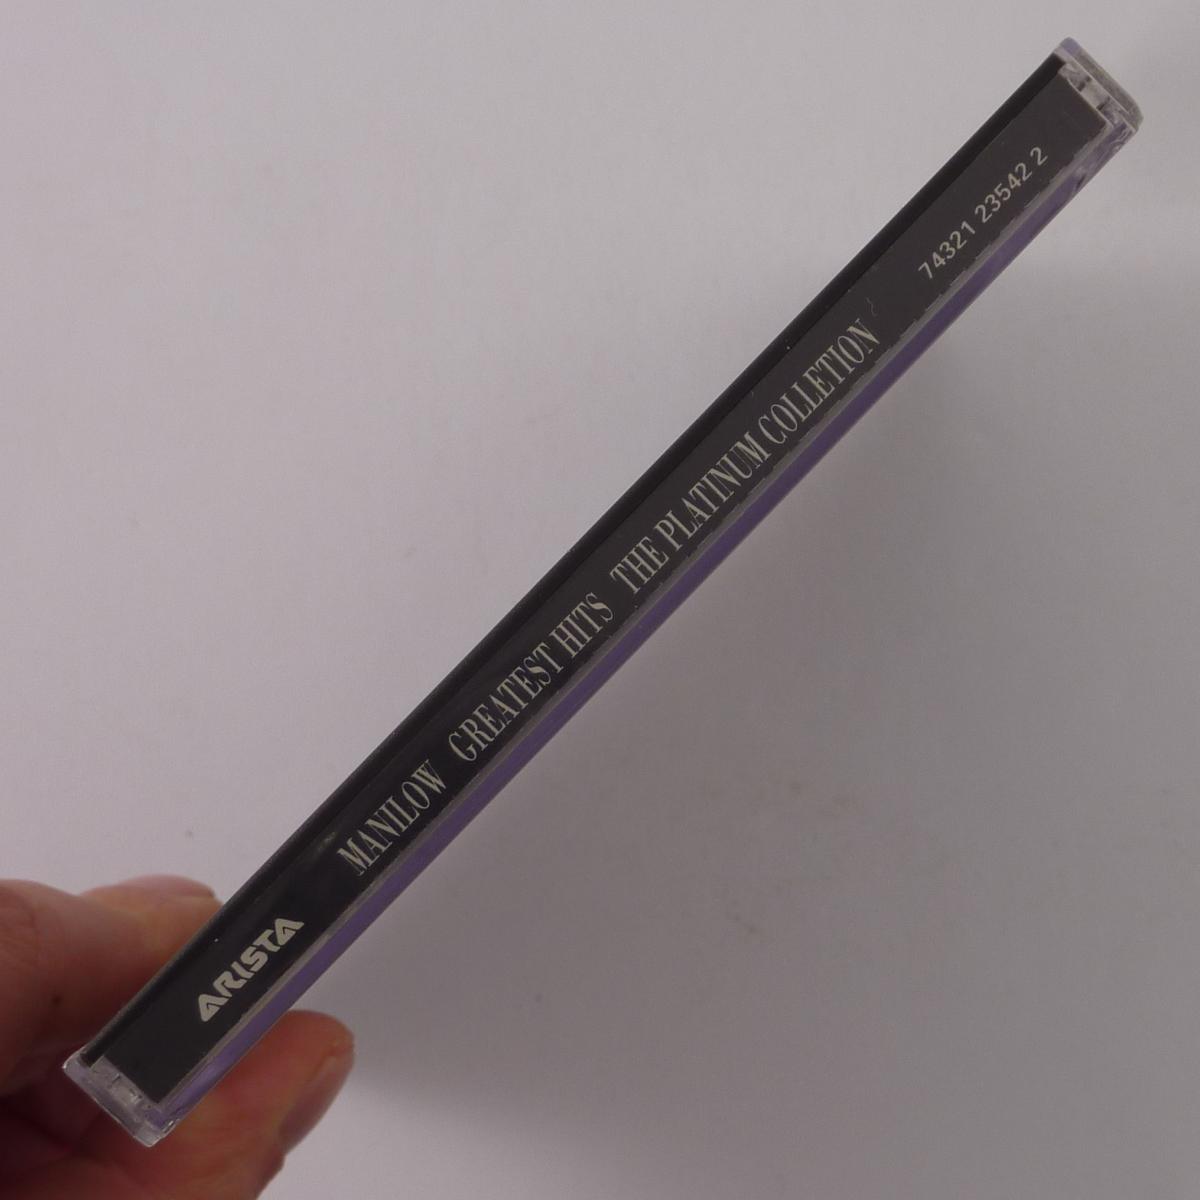 ARISTA MANILOW GREATEST HITS THE PLATINUM COLLETION 74321 23542 2